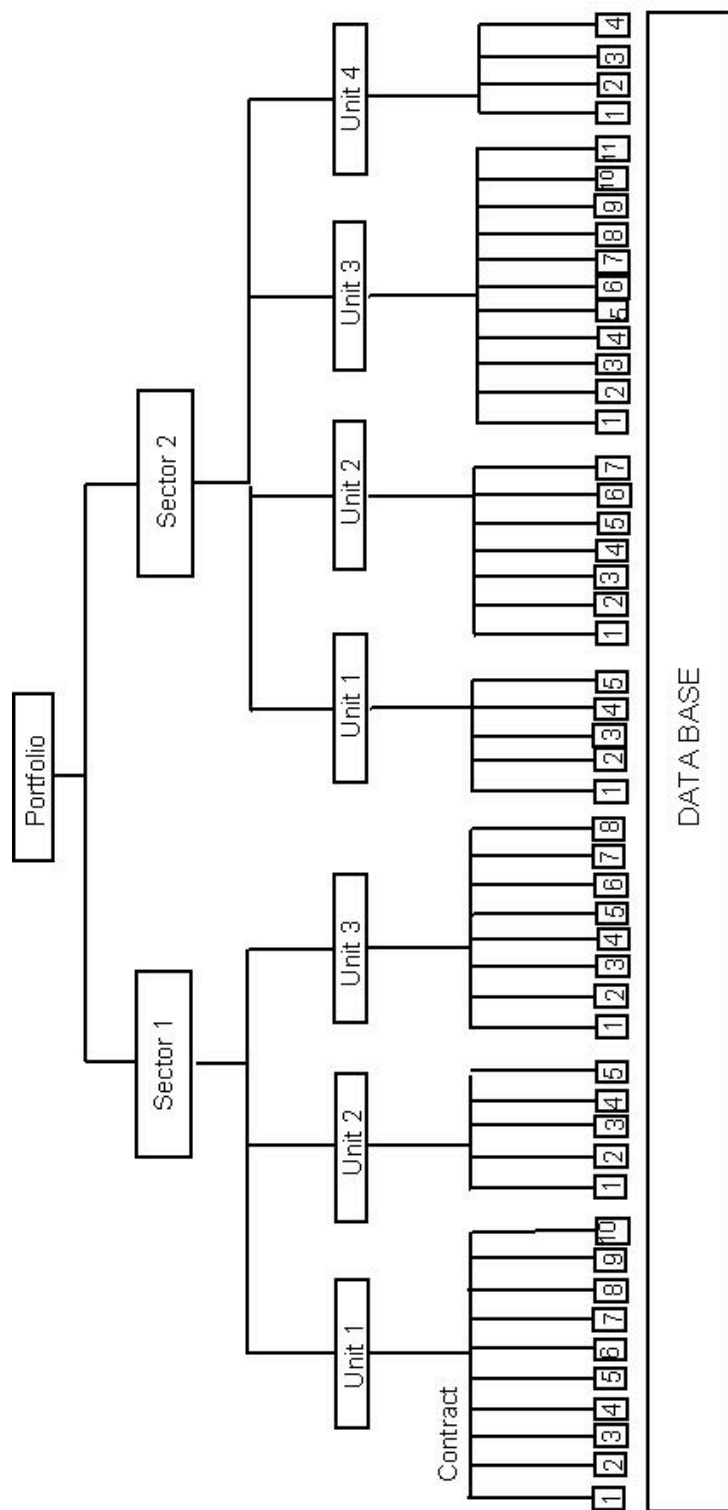 Portfolio
Sector 1 Sector 2
Unit 1 Unit 2 Unit 3 Unit 1 Unit 2 Unit 3 Unit 4
Contract
1 2 3 4 5 6 7 8 9 10 1 2 3 4 5 1 2 3 4 5 6 7 8 1 2 3 4 5 1 2 3 4 5 6 7 1 2 3 4 5 6 7 8 9 10 11 1 2 3 4
DATA BASE